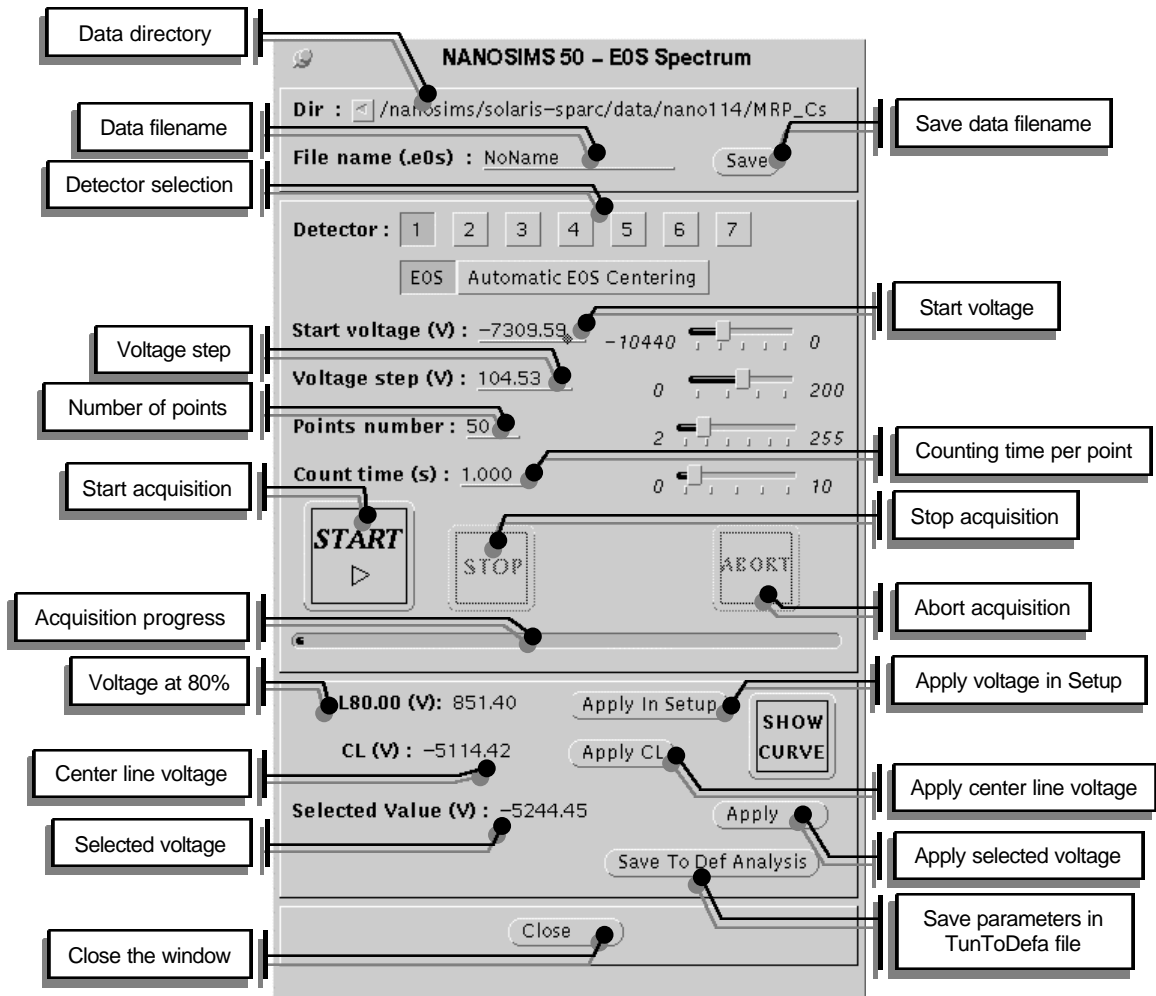 Data directory
NANOSIMS 50 – E0S Spectrum
Dir : /nanosims/solaris-sparc/data/nano114/MRP_Cs
Data filename
Save data filename
File name (.e0s) : NoName
Save
Detector selection
Detector : 1 2 3 4 5 6 7
E0S Automatic E0S Centering
Start voltage
Start voltage (V) : -7309.59
-10440 0
Voltage step
Voltage step (V) : 104.53
0 200
Number of points
Points number : 50
2 255
Counting time per point
Count time (s) : 1.000
0 10
Start acquisition
Stop acquisition
START
STOP
ABORT
Abort acquisition
Acquisition progress
Voltage at 80%
Apply voltage in Setup
L80.00 (V): 851.40
Apply In Setup
SHOW
CURVE
CL (V) : -5114.42
Apply CL
Center line voltage
Apply center line voltage
Selected Value (V) : -5244.45
Apply
Selected voltage
Apply selected voltage
Save To Def Analysis
Save parameters in
TunToDefa file
Close
Close the window